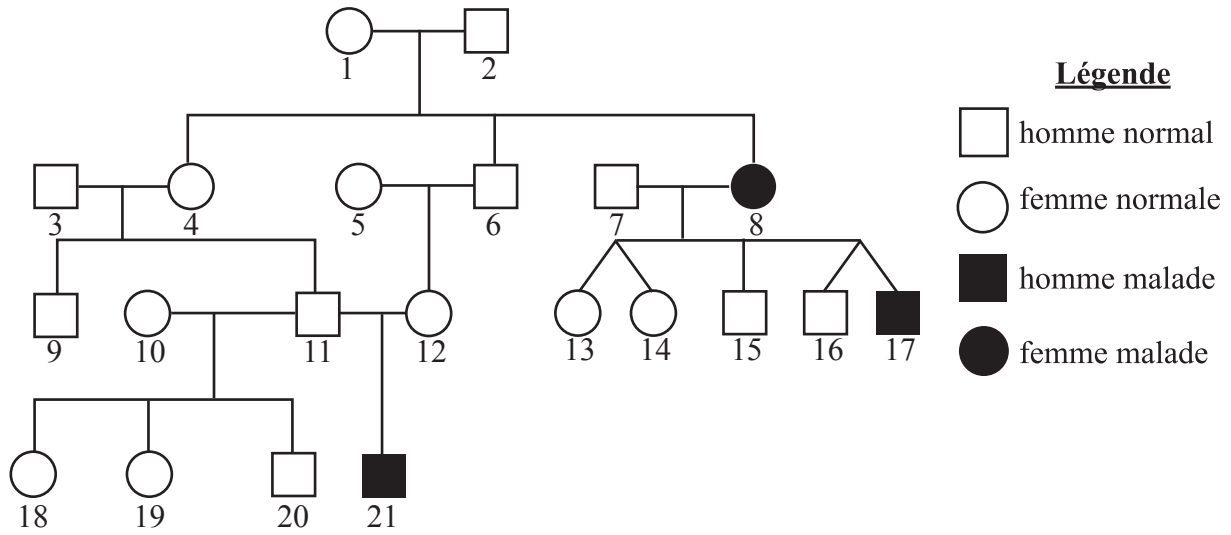 1 2
Légende
homme normal
femme normale
homme malade
femme malade
3 4 5 6 7 8
9 10 11 12 13 14 15 16 17
18 19 20 21